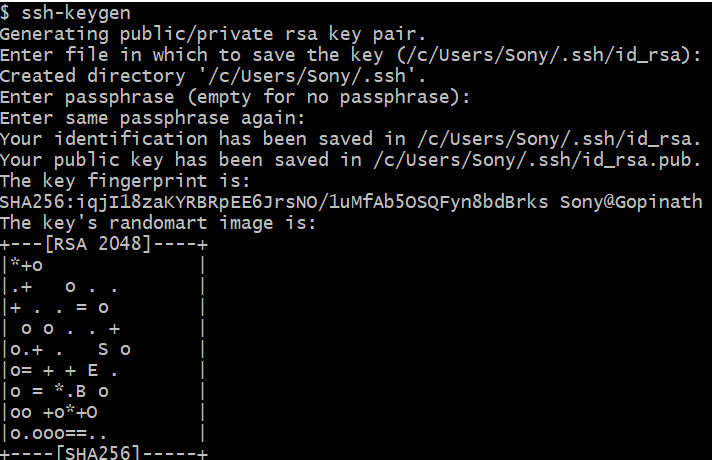 $ ssh-keygen
Generating public/private rsa key pair.
Enter file in which to save the key (/c/Users/Sony/.ssh/id_rsa):
Created directory '/c/Users/Sony/.ssh'.
Enter passphrase (empty for no passphrase):
Enter same passphrase again:
Your identification has been saved in /c/Users/Sony/.ssh/id_rsa.
Your public key has been saved in /c/Users/Sony/.ssh/id_rsa.pub.
The key fingerprint is:
SHA256:iqjI18zaKYRBRpEE6JrsNO/1uMfAb5OSQFyn8bdBrks Sony@Gopinath
The key's randomart image is:
+---[RSA 2048]----+
|*+o              |
|.+   o . .       |
|+ . . = o        |
| o o . . +       |
|o.+ .   S o      |
|o= + + E .       |
|o = *.B o        |
|oo +o*+O         |
|o.ooo==..        |
+----[SHA256]-----+